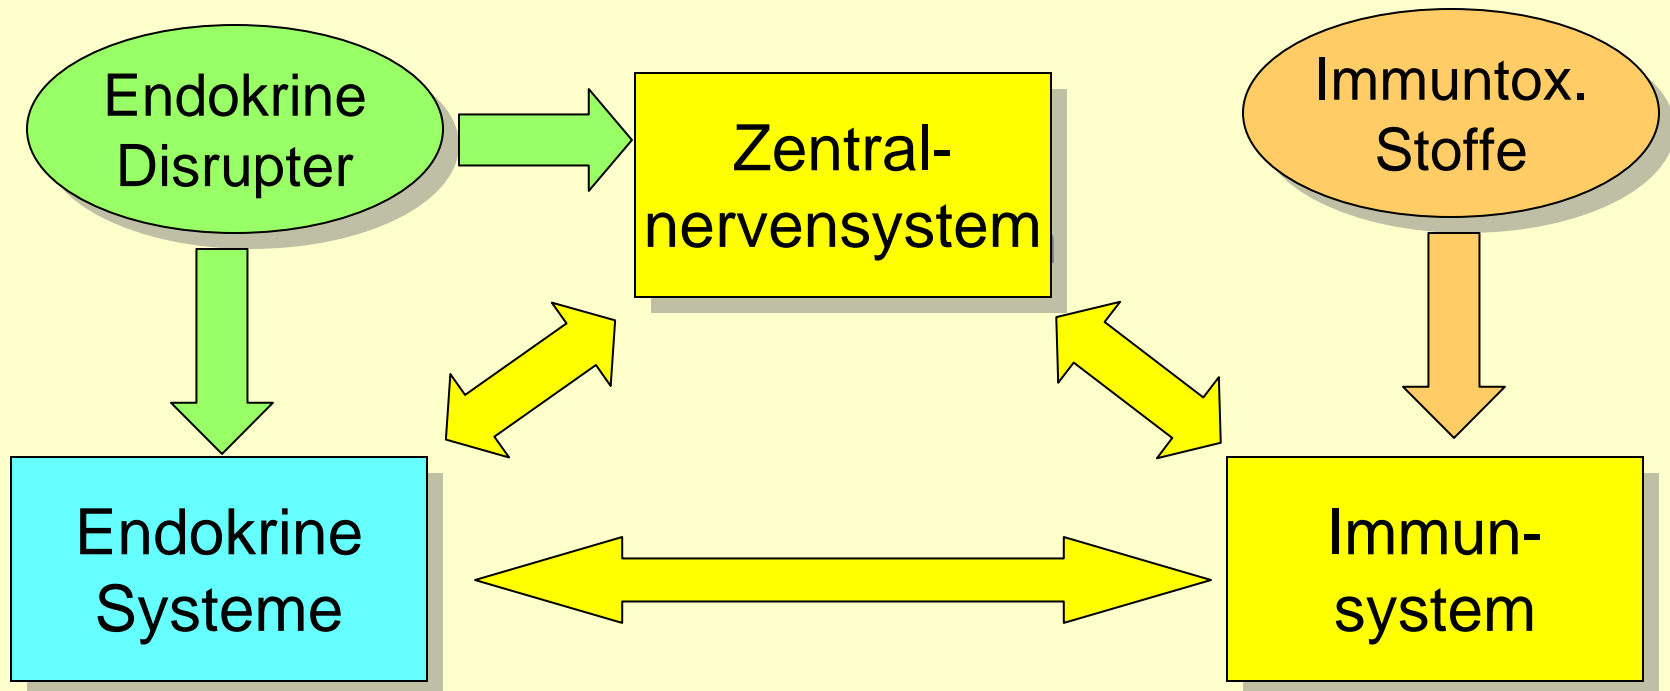 Endokrine
Disrupter
Zentral-
nervensystem
Immuntox.
Stoffe
Endokrine
Systeme
Immun-
system